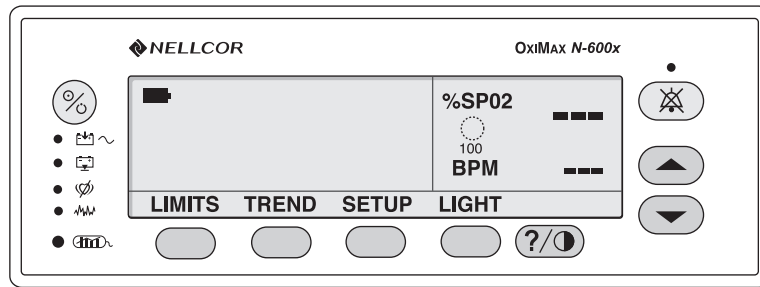 NELLCOR
OXIMAX N-600x
%SP02
---
100
BPM
---
LIMITS TREND SETUP LIGHT
?/